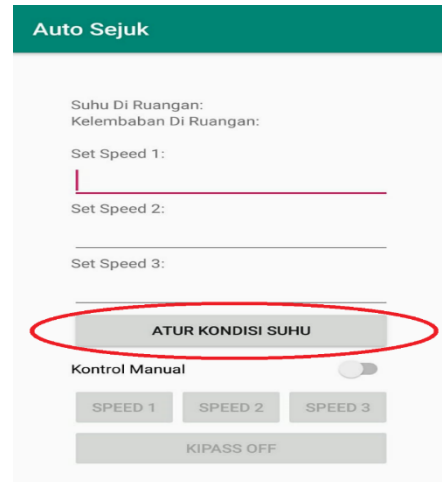 Auto Sejuk
Suhu Di Ruangan:
Kelembaban Di Ruangan:
Set Speed 1:
Set Speed 2:
Set Speed 3:
ATUR KONDISI SUHU
Kontrol Manual
SPEED 1 SPEED 2 SPEED 3
KIPASS OFF